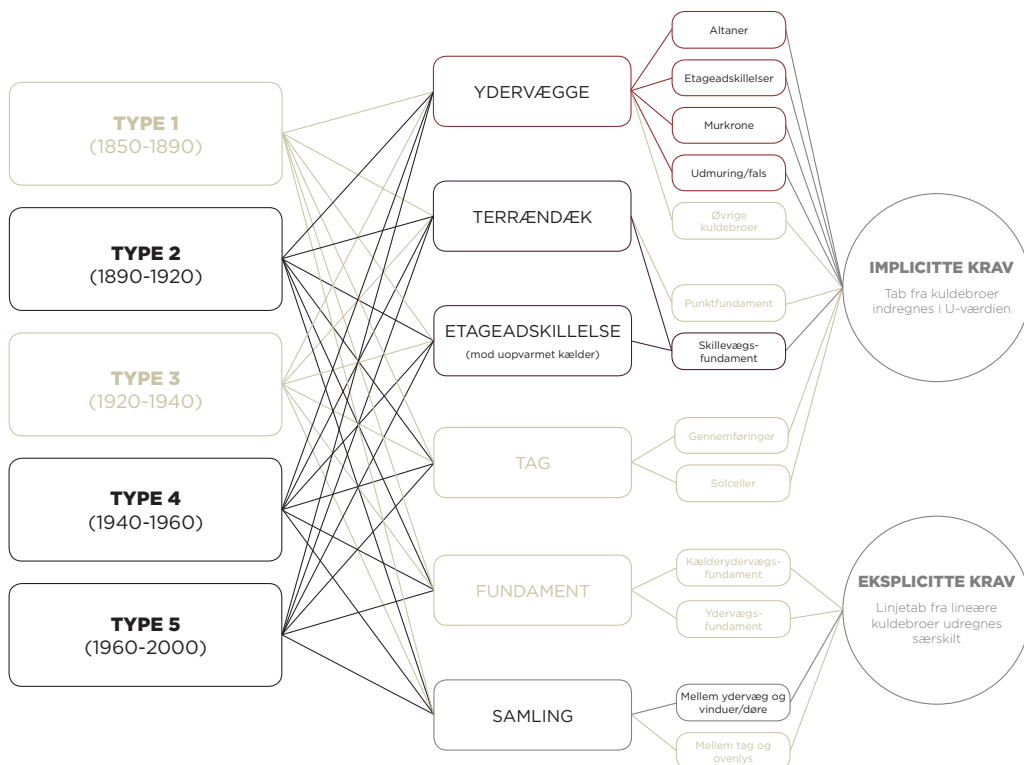 TYPE 1
(1850-1890)
TYPE 2
(1890-1920)
TYPE 3
(1920-1940)
TYPE 4
(1940-1960)
TYPE 5
(1960-2000)
YDERVÆGGE
TERRÆNDÆK
ETAGEADSKILLELSE
(mod uopvarmet kælder)
TAG
FUNDAMENT
SAMLING
Altaner
Etageadskillelser
Murkrone
Udmuring/fals
Øvrige
kuldebroer
Punktfundament
Skillevægs-
fundament
Gennemføringer
Solceller
Kælderydervægs-
fundament
Ydervægs-
fundament
Mellem ydervæg og
vinduer/døre
Mellem tag og
ovenlys
IMPLICITTE KRAV
Tab fra kuldebroer
indregnes i U-værdien
EKSPLICITTE KRAV
Linjetab fra lineære
kuldebroer udregnes
særskilt